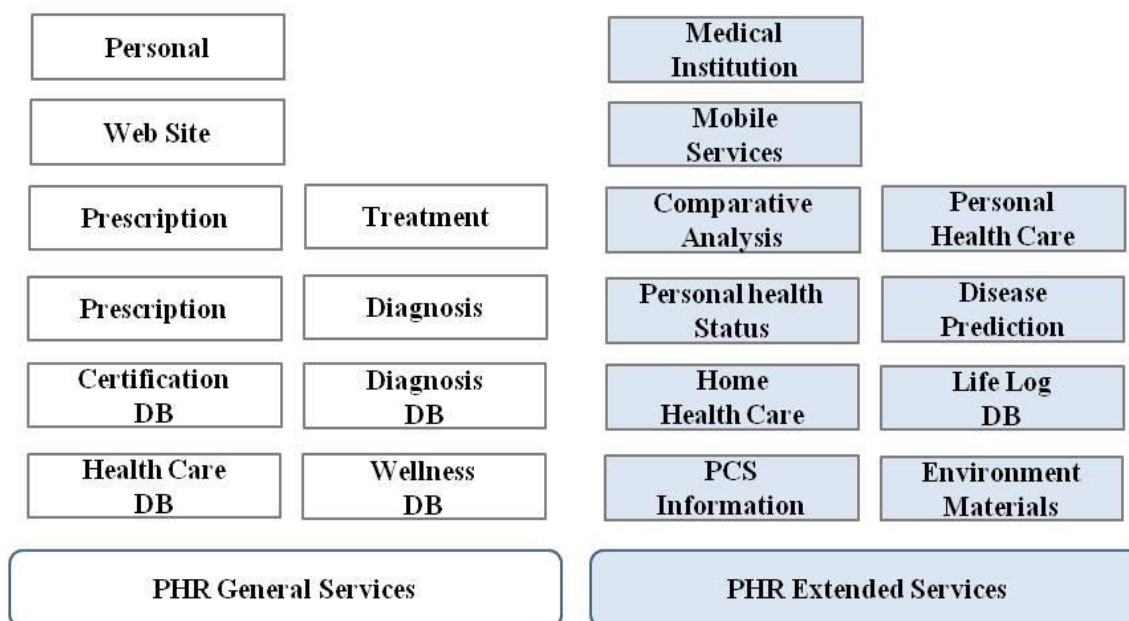 Personal
Web Site
Prescription
Treatment
Prescription
Diagnosis
Certification
DB
Diagnosis
DB
Health Care
DB
Wellness
DB
PHR General Services
Medical
Institution
Mobile
Services
Comparative
Analysis
Personal
Health Care
Personal health
Status
Disease
Prediction
Home
Health Care
Life Log
DB
PCS
Information
Environment
Materials
PHR Extended Services